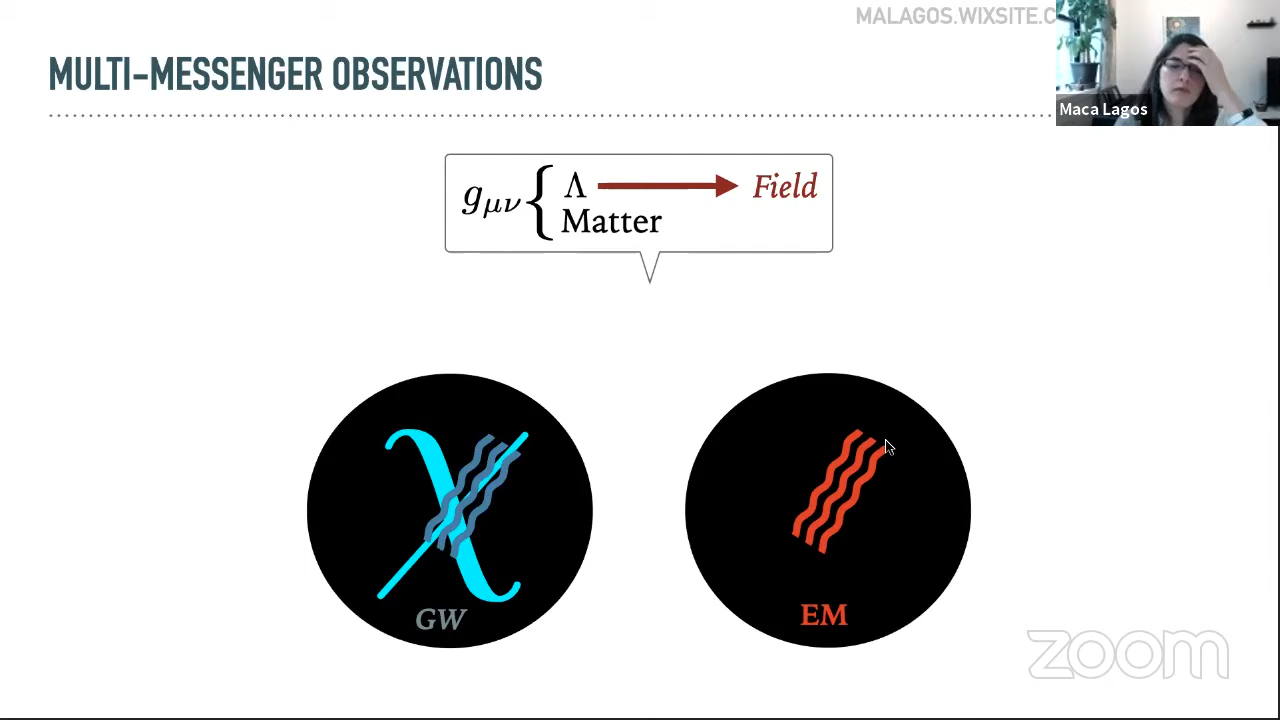 MALAGOS.WIXSITE.C
MULTI-MESSENGER OBSERVATIONS
Maca Lagos
gμν { Λ Field
Matter
χ
GW
EM
zoom